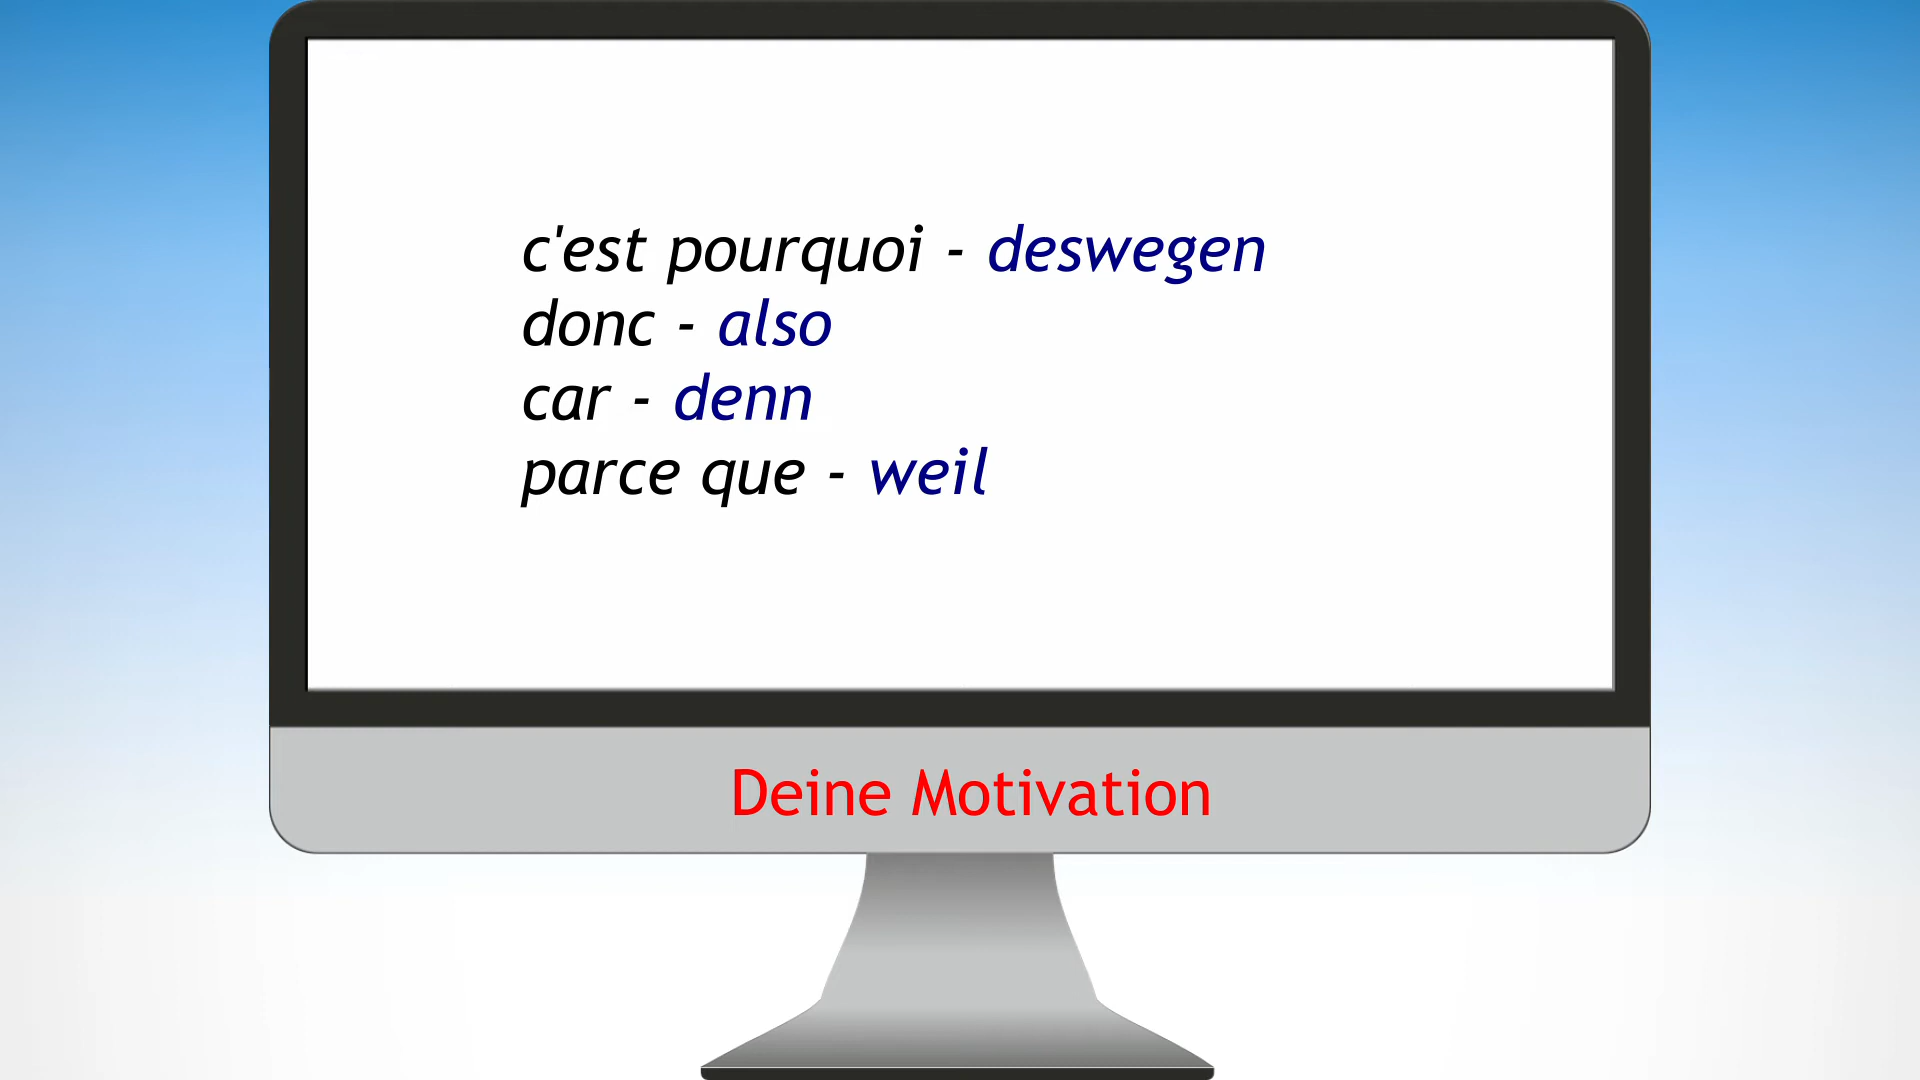 c'est pourquoi - deswegen
donc - also
car - denn
parce que - weil
Deine Motivation